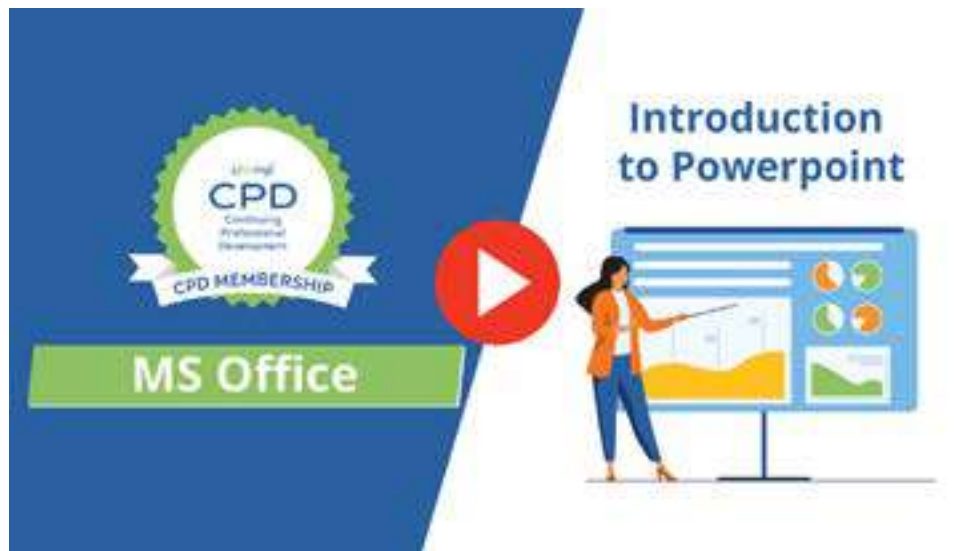 CPD
Continuing
Professional
Development
CPD MEMBERSHIP
MS Office
Introduction
to Powerpoint